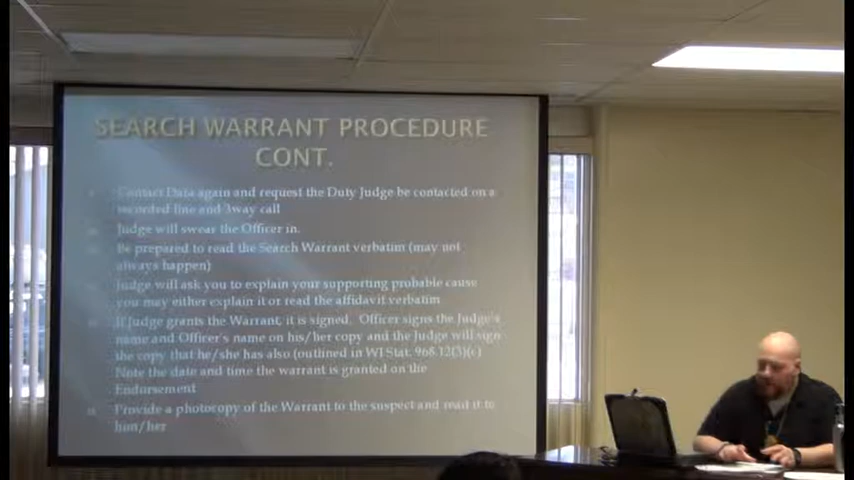 SEARCH WARRANT PROCEDURE
CONT.
Contact Data again and request the Duty Judge be contacted on a
recorded line and 3way call
Judge will swear the Officer in.
Be prepared to read the Search Warrant verbatim (may not
always happen)
Judge will ask you to explain your supporting probable cause
you may either explain it or read the affidavit verbatim
If Judge grants the Warrant, it is signed. Officer signs the Judge's
name and Officer's name on his/her copy and the Judge will sign
the copy that he/she has also (outlined in WI Stat. 968.12(3)(c)
Note the date and time the warrant is granted on the
Endorsement
Provide a photocopy of the Warrant to the suspect and read it to
him/her